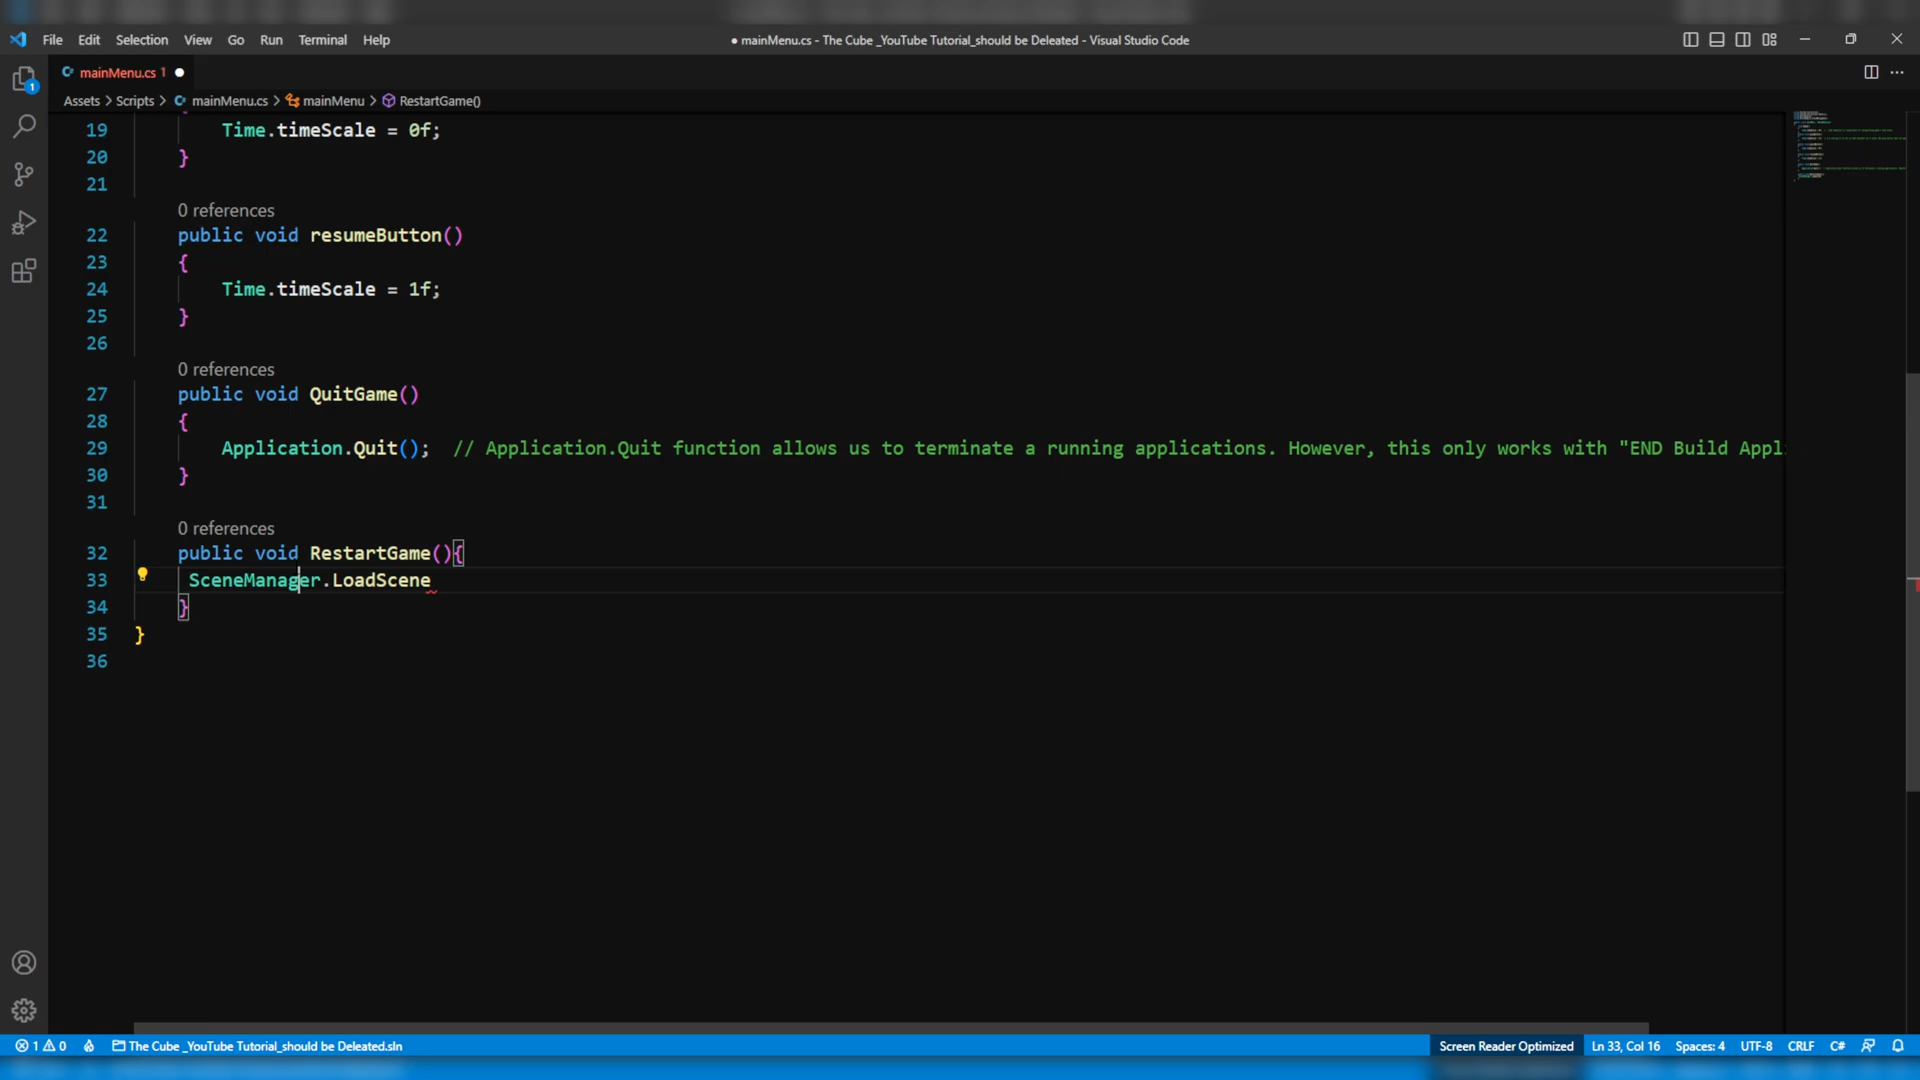 File Edit Selection View Go Run Terminal Help
● mainMenu.cs - The Cube _YouTube Tutorial_should be Deleated - Visual Studio Code
mainMenu.cs 1 ●
Assets > Scripts > mainMenu.cs > mainMenu > RestartGame()
19 Time.timeScale = 0f;
20 }
21
0 references
22 public void resumeButton()
23 {
24 Time.timeScale = 1f;
25 }
26
0 references
27 public void QuitGame()
28 {
29 Application.Quit(); // Application.Quit function allows us to terminate a running applications. However, this only works with "END Build Appl
30 }
31
0 references
32 public void RestartGame(){
33 SceneManager.LoadScene
34 }
35 }
36
1
1 0 The Cube _YouTube Tutorial_should be Deleated.sln
Screen Reader Optimized Ln 33, Col 16 Spaces: 4 UTF-8 CRLF C#